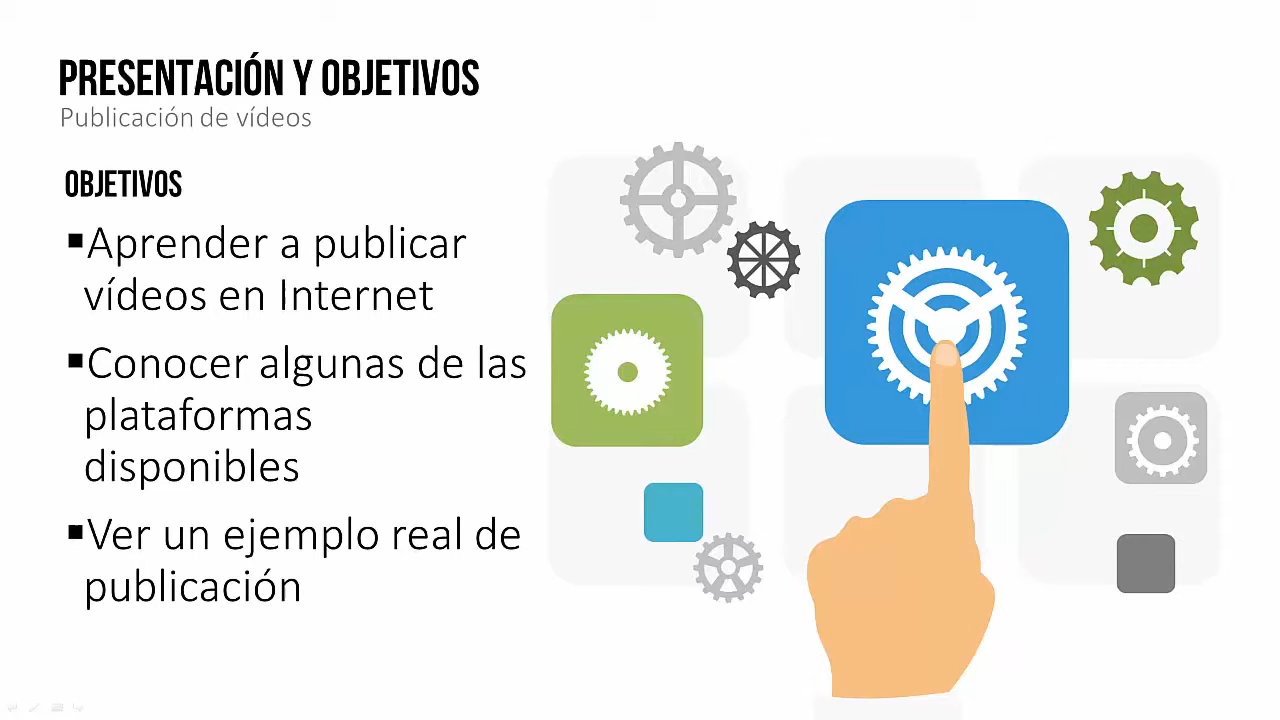 PRESENTACIÓN Y OBJETIVOS
Publicación de vídeos
OBJETIVOS
▪Aprender a publicar
vídeos en Internet
▪Conocer algunas de las
plataformas
disponibles
▪Ver un ejemplo real de
publicación